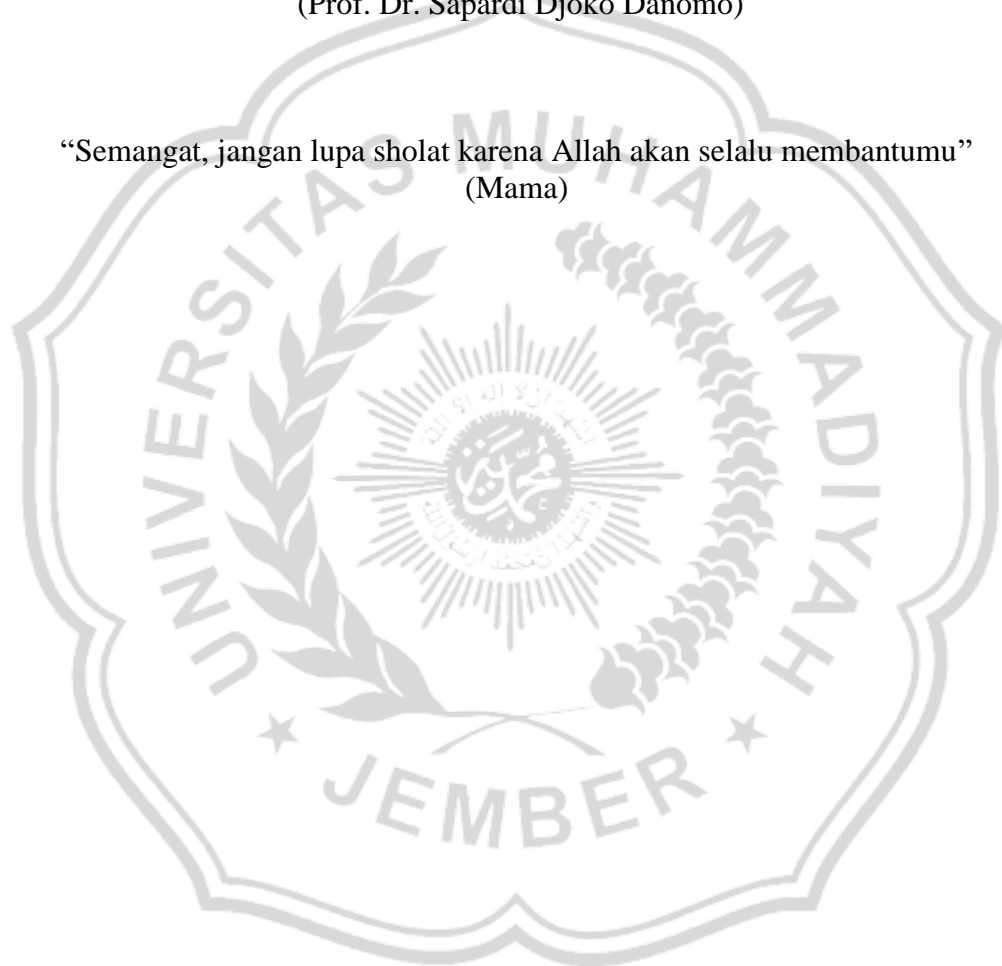 (Prof. Dr. Sapardi Djoko Danomo)
“Semangat, jangan lupa sholat karena Allah akan selalu membantumu”
(Mama)
UNIVERSITAS MUHAMMADIYAH
JEMBER